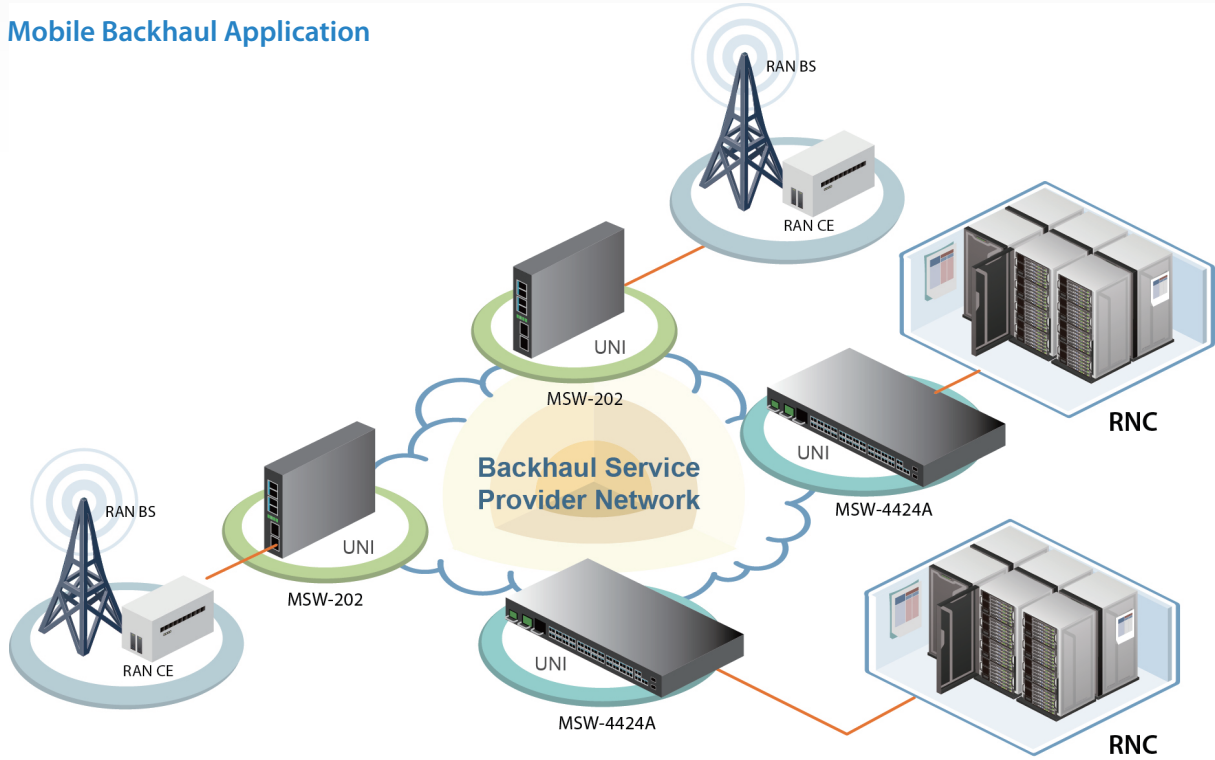 Mobile Backhaul Application
RAN BS
RAN CE
UNI
MSW-202
RNC
UNI
MSW-4424A
Backhaul Service
Provider Network
RAN BS
RAN CE
UNI
MSW-202
UNI
MSW-4424A
RNC